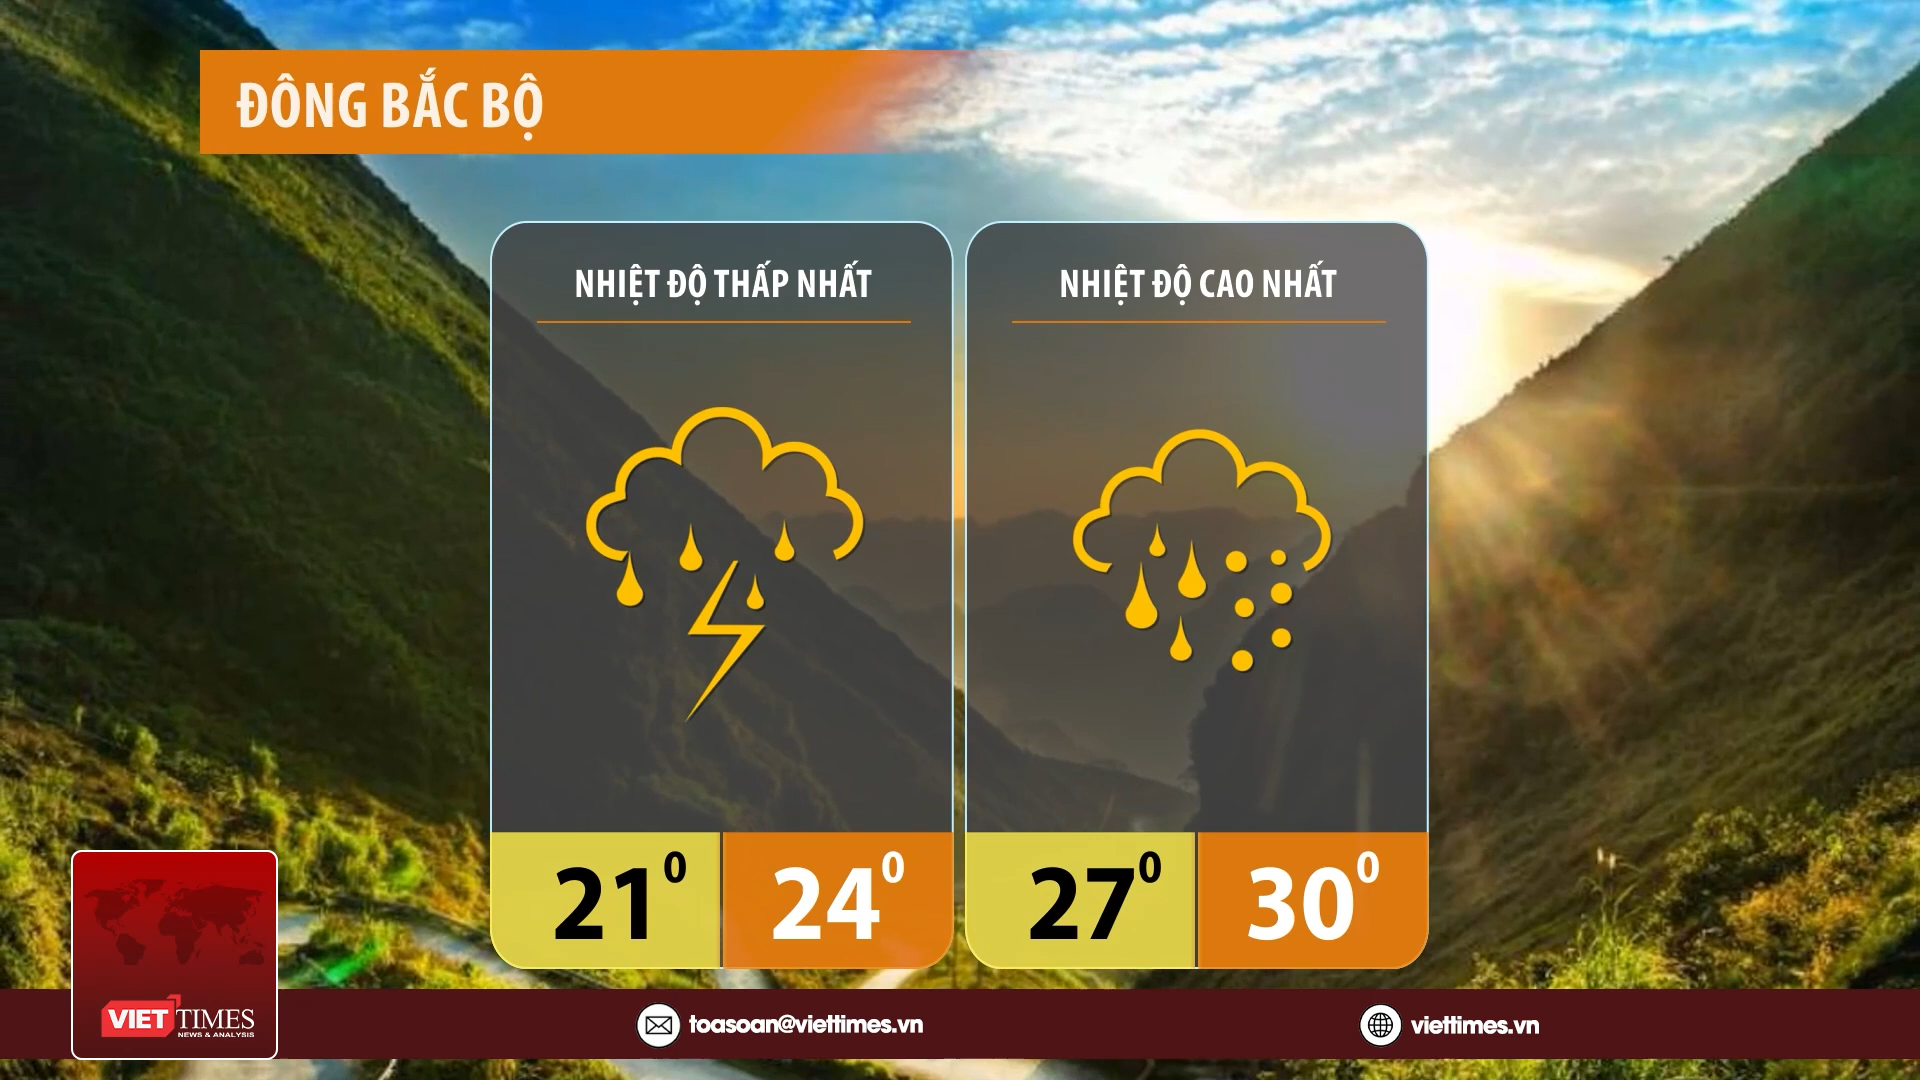 ĐÔNG BẮC BỘ
NHIỆT ĐỘ THẤP NHẤT
21⁰ 24⁰
NHIỆT ĐỘ CAO NHẤT
27⁰ 30⁰
VIETTIMES
NEWS & ANALYSIS
toasoan@viettimes.vn
viettimes.vn